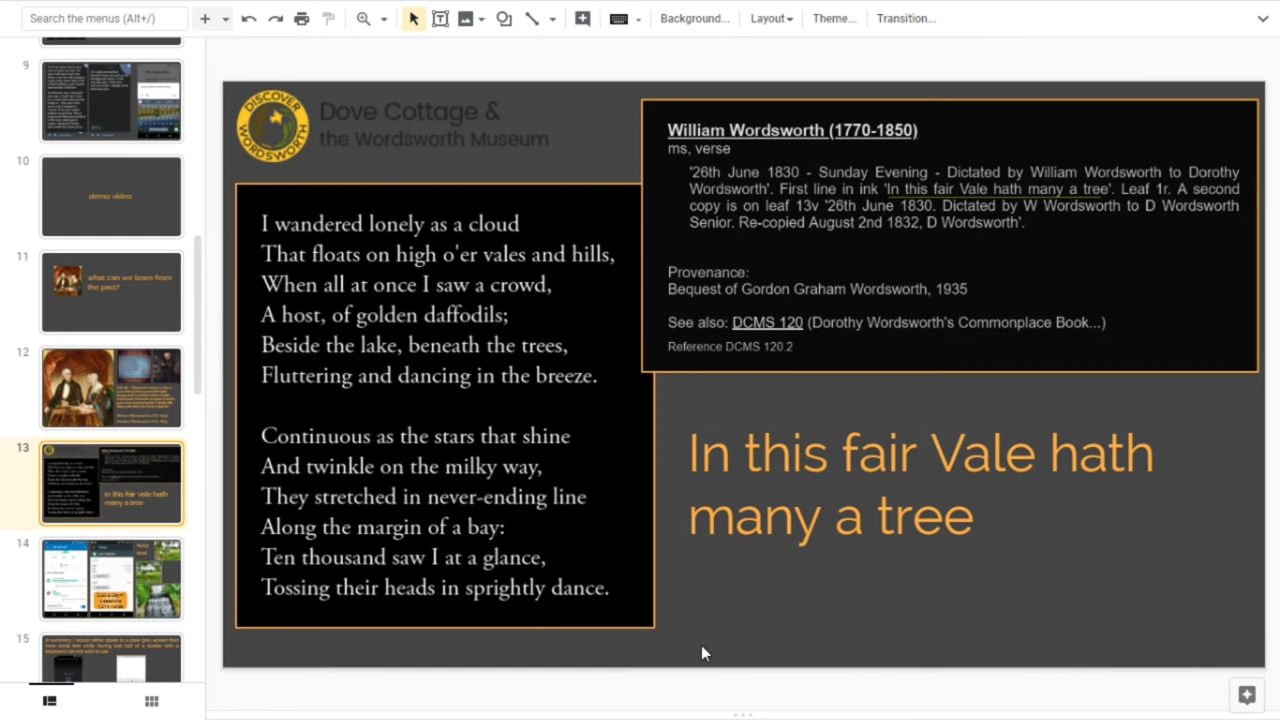 Search the menus (Alt+/)
Background...
Layout
Theme...
Transition...
9
10
demo video
11
what can we learn from
the past?
12
13
In this fair Vale hath
many a tree
14
15
DISCOVER
WORDSWORTH
Dove Cottage
the Wordsworth Museum
I wandered lonely as a cloud
That floats on high o'er vales and hills,
When all at once I saw a crowd,
A host, of golden daffodils;
Beside the lake, beneath the trees,
Fluttering and dancing in the breeze.
Continuous as the stars that shine
And twinkle on the milky way,
They stretched in never-ending line
Along the margin of a bay:
Ten thousand saw I at a glance,
Tossing their heads in sprightly dance.
William Wordsworth (1770-1850)
ms, verse
'26th June 1830 - Sunday Evening - Dictated by William Wordsworth to Dorothy
Wordsworth'. First line in ink 'In this fair Vale hath many a tree'. Leaf 1r. A second
copy is on leaf 13v '26th June 1830. Dictated by W Wordsworth to D Wordsworth
Senior. Re-copied August 2nd 1832, D Wordsworth'.
Provenance:
Bequest of Gordon Graham Wordsworth, 1935
See also: DCMS 120 (Dorothy Wordsworth's Commonplace Book...)
Reference DCMS 120.2
In this fair Vale hath
many a tree